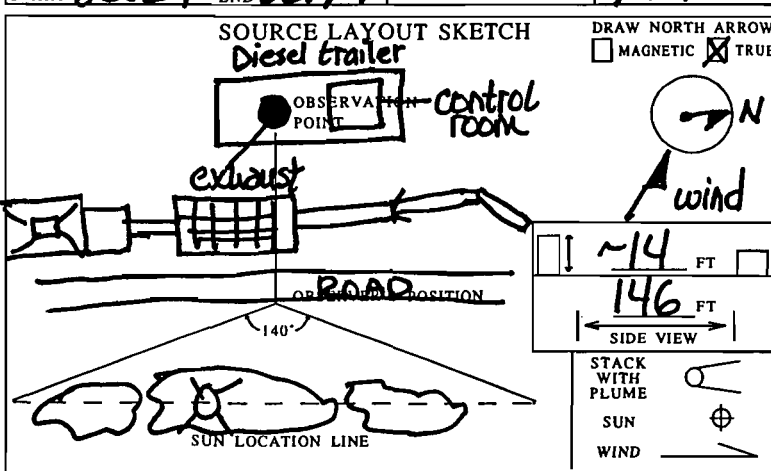 SOURCE LAYOUT SKETCH
DRAW NORTH ARROW
MAGNETIC TRUE
Diesel trailer
OBSERVATION
POINT
control
room
N
exhaust
wind
~14 FT
146 FT
SIDE VIEW
ROAD
OBSERVER'S POSITION
140°
STACK
WITH
PLUME
SUN
WIND
SUN LOCATION LINE